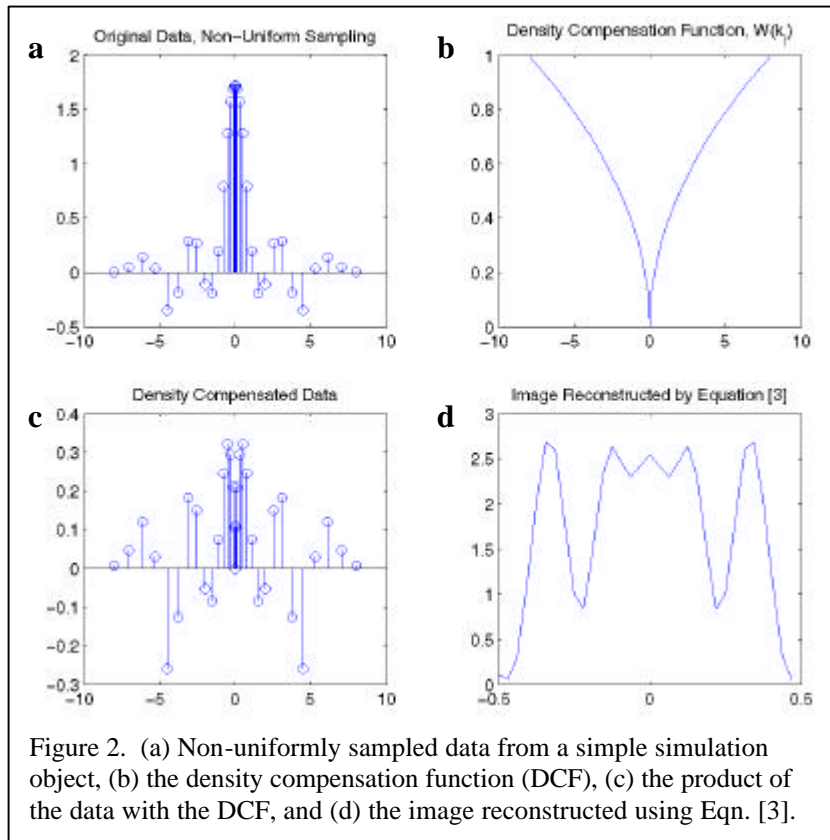 a
Original Data, Non-Uniform Sampling
2
1.5
1
0.5
0
-0.5
-10 -5 0 5 10
b
Density Compensation Function, W(k_j)
1
0.8
0.6
0.4
0.2
0
-10 -5 0 5 10
c
Density Compensated Data
0.4
0.3
0.2
0.1
0
-0.1
-0.2
-0.3
-10 -5 0 5 10
d
Image Reconstructed by Equation [3]
3
2.5
2
1.5
1
0.5
0
-0.5 0 0.5
Figure 2. (a) Non-uniformly sampled data from a simple simulation
object, (b) the density compensation function (DCF), (c) the product of
the data with the DCF, and (d) the image reconstructed using Eqn. [3].